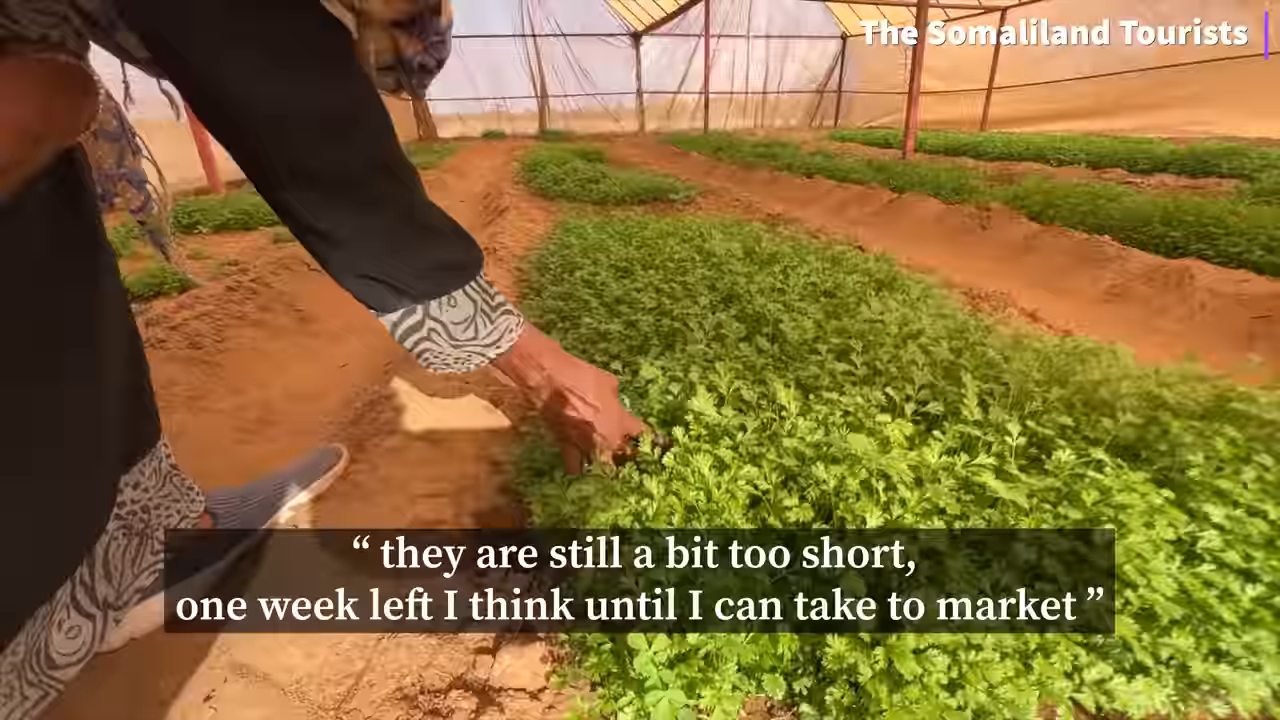 The Somaliland Tourists
“ they are still a bit too short,
one week left I think until I can take to market ”